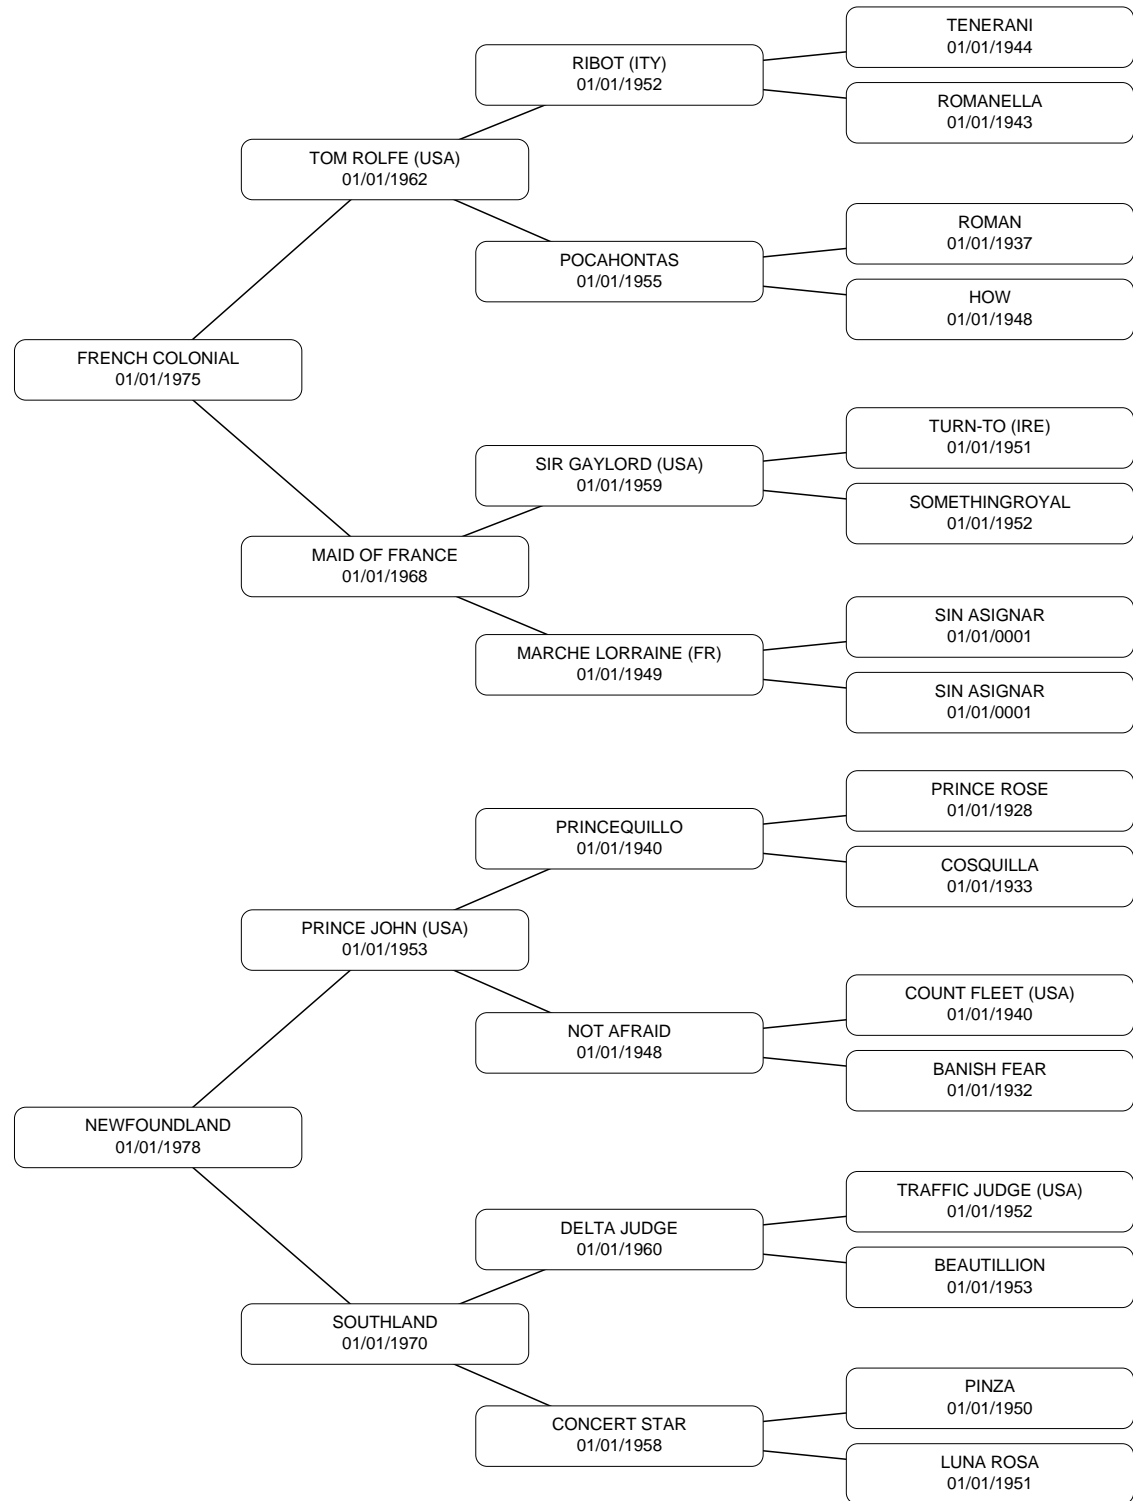 TENERANI
01/01/1944
RIBOT (ITY)
01/01/1952
ROMANELLA
01/01/1943
TOM ROLFE (USA)
01/01/1962
ROMAN
01/01/1937
POCAHONTAS
01/01/1955
HOW
01/01/1948
FRENCH COLONIAL
01/01/1975
TURN-TO (IRE)
01/01/1951
SIR GAYLORD (USA)
01/01/1959
SOMETHINGROYAL
01/01/1952
MAID OF FRANCE
01/01/1968
SIN ASIGNAR
01/01/0001
MARCHE LORRAINE (FR)
01/01/1949
SIN ASIGNAR
01/01/0001
PRINCE ROSE
01/01/1928
PRINCEQUILLO
01/01/1940
COSQUILLA
01/01/1933
PRINCE JOHN (USA)
01/01/1953
COUNT FLEET (USA)
01/01/1940
NOT AFRAID
01/01/1948
BANISH FEAR
01/01/1932
NEWFOUNDLAND
01/01/1978
TRAFFIC JUDGE (USA)
01/01/1952
DELTA JUDGE
01/01/1960
BEAUTILLION
01/01/1953
SOUTHLAND
01/01/1970
PINZA
01/01/1950
CONCERT STAR
01/01/1958
LUNA ROSA
01/01/1951